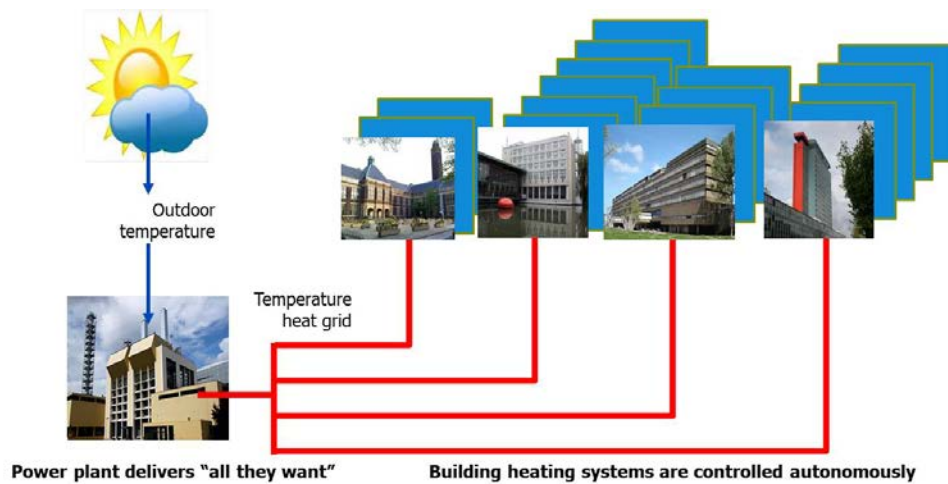 Outdoor
temperature
Temperature
heat grid
Power plant delivers “all they want”
Building heating systems are controlled autonomously